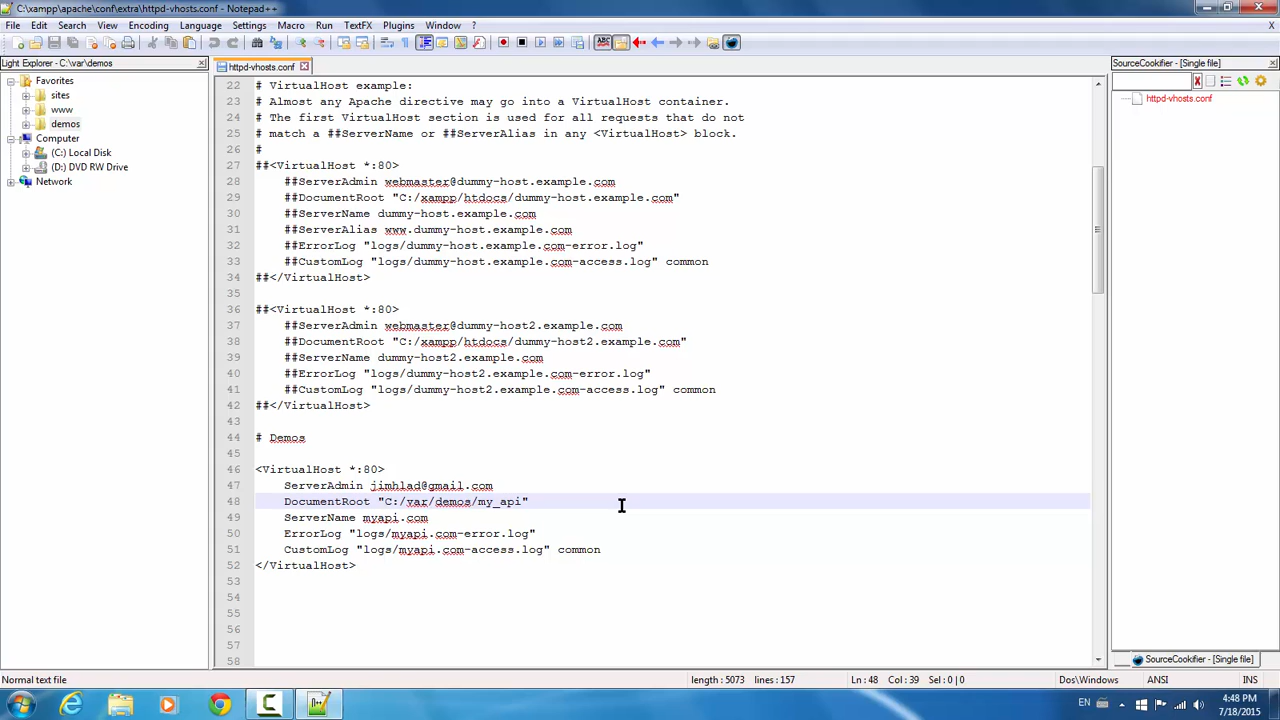 C:\xampp\apache\conf\extra\httpd-vhosts.conf - Notepad++
File Edit Search View Encoding Language Settings Macro Run TextFX Plugins Window ?
X
Light Explorer - C:\var\demos
httpd-vhosts.conf
SourceCookifier - [Single file]
Favorites
sites
www
demos
Computer
(C:) Local Disk
(D:) DVD RW Drive
Network
22 # VirtualHost example:
23 # Almost any Apache directive may go into a VirtualHost container.
24 # The first VirtualHost section is used for all requests that do not
25 # match a ##ServerName or ##ServerAlias in any <VirtualHost> block.
26 #
27 ##<VirtualHost *:80>
28 ##ServerAdmin webmaster@dummy-host.example.com
29 ##DocumentRoot "C:/xampp/htdocs/dummy-host.example.com"
30 ##ServerName dummy-host.example.com
31 ##ServerAlias www.dummy-host.example.com
32 ##ErrorLog "logs/dummy-host.example.com-error.log"
33 ##CustomLog "logs/dummy-host.example.com-access.log" common
34 ##</VirtualHost>
35
36 ##<VirtualHost *:80>
37 ##ServerAdmin webmaster@dummy-host2.example.com
38 ##DocumentRoot "C:/xampp/htdocs/dummy-host2.example.com"
39 ##ServerName dummy-host2.example.com
40 ##ErrorLog "logs/dummy-host2.example.com-error.log"
41 ##CustomLog "logs/dummy-host2.example.com-access.log" common
42 ##</VirtualHost>
43
44 # Demos
45
46 <VirtualHost *:80>
47 ServerAdmin jimhlad@gmail.com
48 DocumentRoot "C:/var/demos/my_api"
49 ServerName myapi.com
50 ErrorLog "logs/myapi.com-error.log"
51 CustomLog "logs/myapi.com-access.log" common
52 </VirtualHost>
53
54
55
56
57
58
httpd-vhosts.conf
SourceCookifier - [Single file]
Normal text file
length : 5073 lines : 157
Ln : 48 Col : 39 Sel : 0 | 0
Dos\Windows
ANSI
INS
EN
4:48 PM
7/18/2015